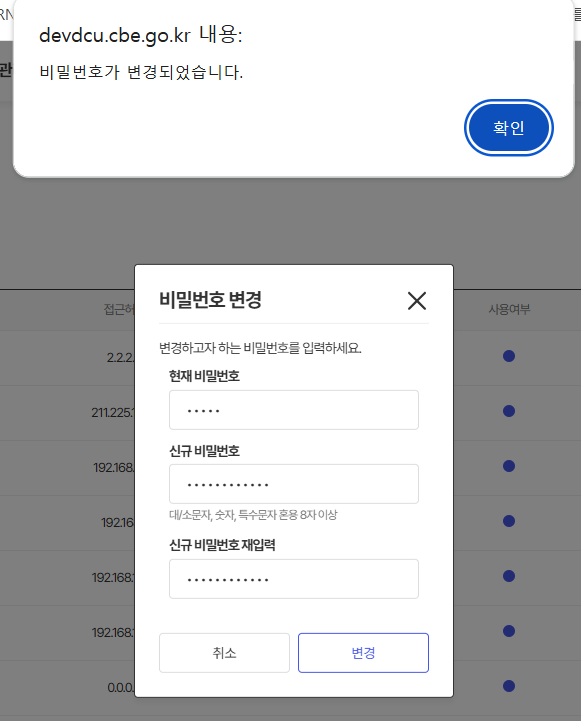 devdcu.cbe.go.kr 내용:
비밀번호가 변경되었습니다.
확인
비밀번호 변경
변경하고자 하는 비밀번호를 입력하세요.
현재 비밀번호
•••••
신규 비밀번호
••••••••••••
대/소문자, 숫자, 특수문자 혼용 8자 이상
신규 비밀번호 재입력
••••••••••••
취소
변경
접근허
사용여부
2.2.2.
211.225.
192.168.
192.16
192.168.
192.168.
0.0.0.